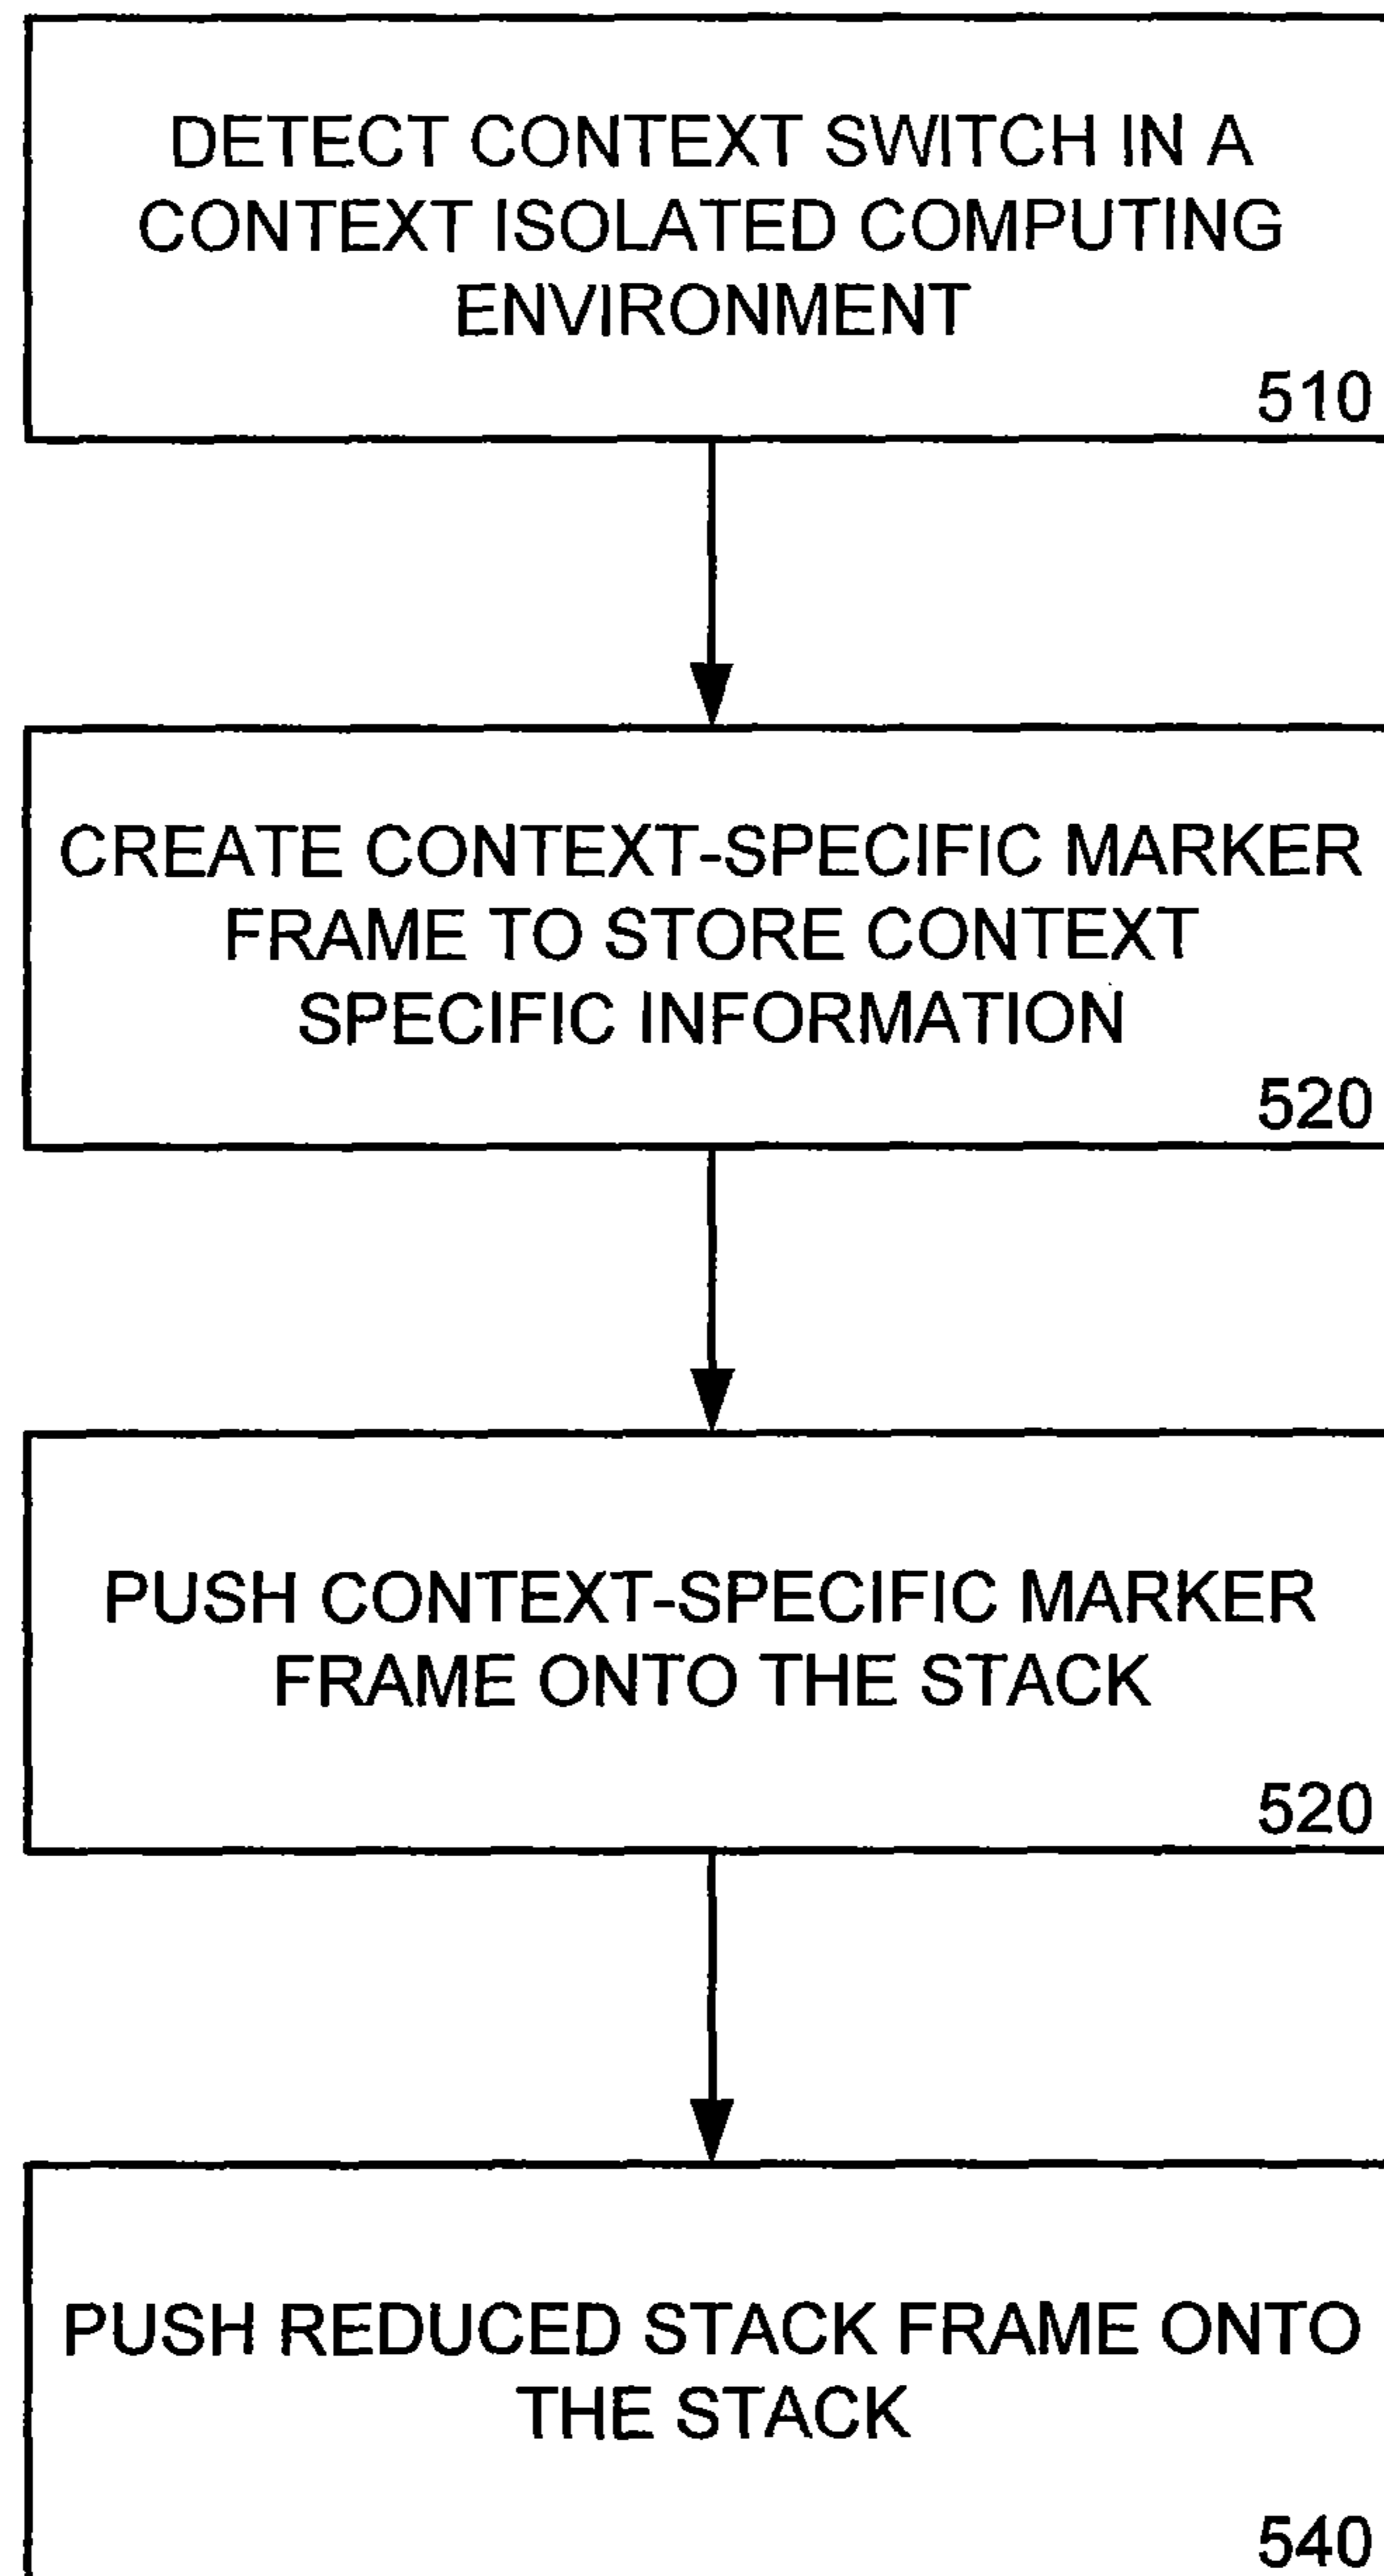 DETECT CONTEXT SWITCH IN A
CONTEXT ISOLATED COMPUTING
ENVIRONMENT
510
CREATE CONTEXT-SPECIFIC MARKER
FRAME TO STORE CONTEXT
SPECIFIC INFORMATION
520
PUSH CONTEXT-SPECIFIC MARKER
FRAME ONTO THE STACK
520
PUSH REDUCED STACK FRAME ONTO
THE STACK
540